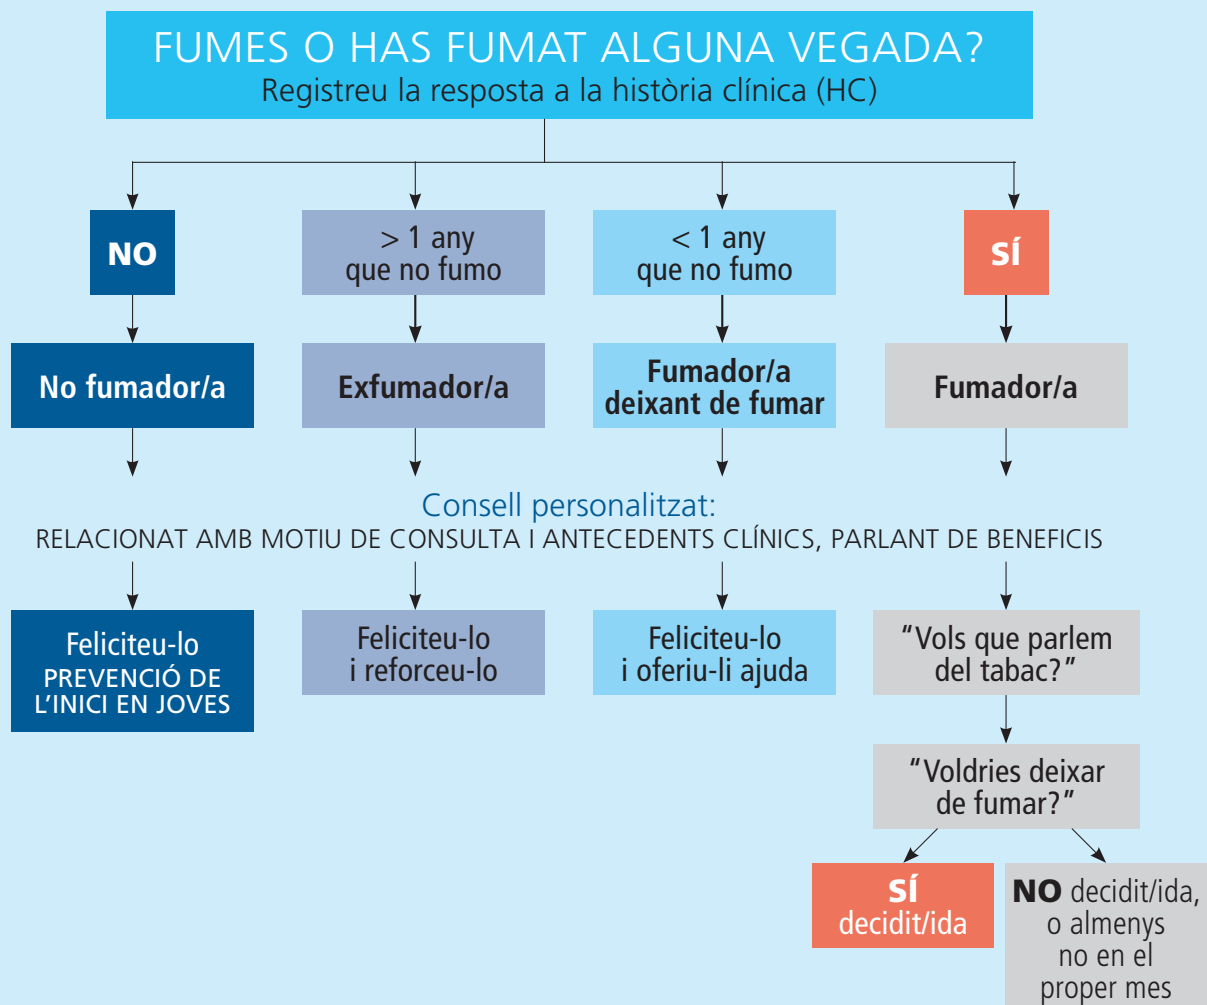 FUMES O HAS FUMAT ALGUNA VEGADA?
Registreu la resposta a la història clínica (HC)
NO
> 1 any
que no fumo
< 1 any
que no fumo
SÍ
No fumador/a
Exfumador/a
Fumador/a
deixant de fumar
Fumador/a
Consell personalitzat:
RELACIONAT AMB MOTIU DE CONSULTA I ANTECEDENTS CLÍNICS, PARLANT DE BENEFICIS
Feliciteu-lo
PREVENCIÓ DE
L'INICI EN JOVES
Feliciteu-lo
i reforceu-lo
Feliciteu-lo
i oferiu-li ajuda
"Vols que parlem
del tabac?"
"Voldries deixar
de fumar?"
SÍ
decidit/ida
NO decidit/ida,
o almenys
no en el
proper mes